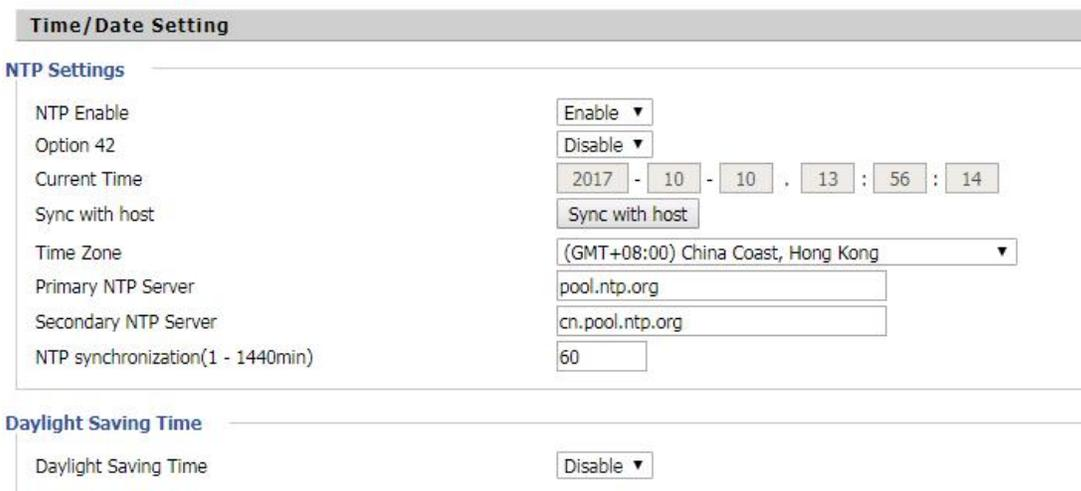 Time/Date Setting
NTP Settings
NTP Enable Enable
Option 42 Disable
Current Time 2017 - 10 - 10 . 13 : 56 : 14
Sync with host Sync with host
Time Zone (GMT+08:00) China Coast, Hong Kong
Primary NTP Server pool.ntp.org
Secondary NTP Server cn.pool.ntp.org
NTP synchronization(1 - 1440min) 60
Daylight Saving Time
Daylight Saving Time Disable